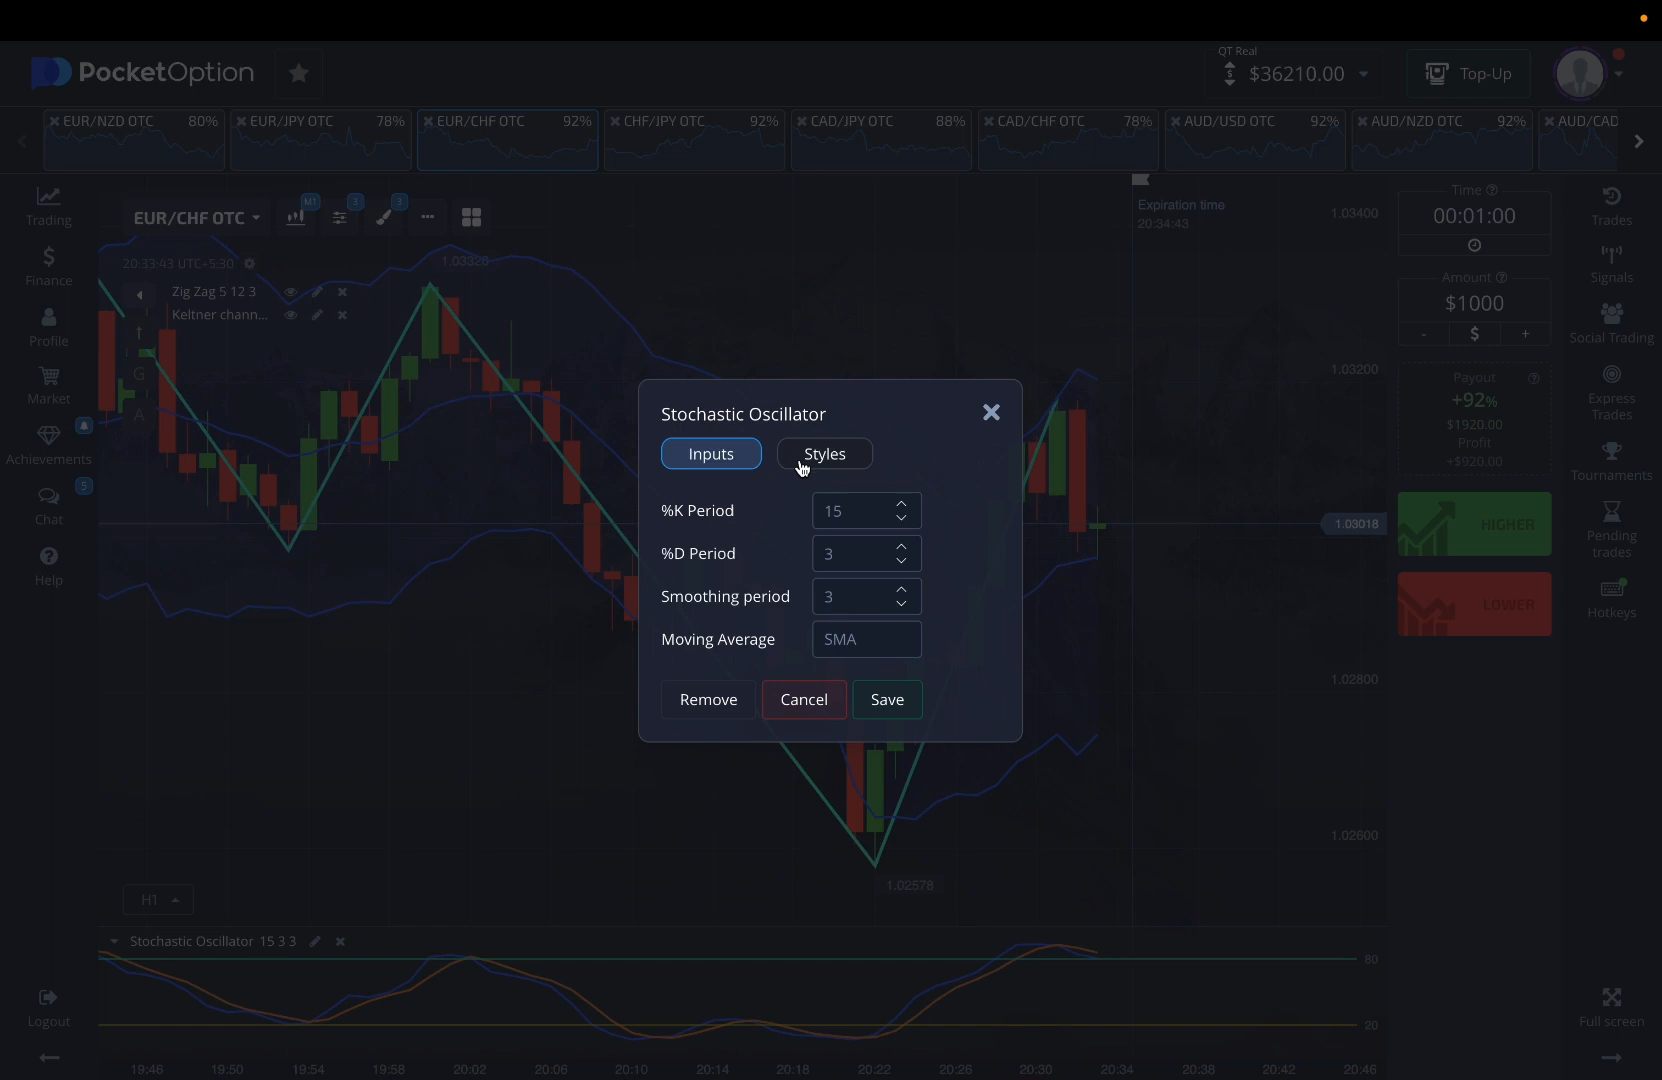 PocketOption
QT Real
$36210.00
Top-Up
EUR/NZD OTC 80%
EUR/JPY OTC 78%
EUR/CHF OTC 92%
CHF/JPY OTC 92%
CAD/JPY OTC 88%
CAD/CHF OTC 78%
AUD/USD OTC 92%
AUD/NZD OTC 92%
AUD/CAD
Trading
Finance
Profile
Market
Achievements
5
Chat
Help
Logout
EUR/CHF OTC
M1
3
3
20:33:43 UTC+5:30
Zig Zag 5 12 3
Keltner chann...
G
A
1.03320
Expiration time
20:34:43
1.03400
1.03200
1.03018
1.02800
1.02600
1.02578
Stochastic Oscillator
Inputs
Styles
%K Period 15
%D Period 3
Smoothing period 3
Moving Average SMA
Remove
Cancel
Save
H1
Stochastic Oscillator 15 3 3
80
20
19:46 19:50 19:54 19:58 20:02 20:06 20:10 20:14 20:18 20:22 20:26 20:30 20:34 20:38 20:42 20:46
Time
00:01:00
Amount
$1000
- $ +
Payout
+92%
$1920.00
Profit
+$920.00
HIGHER
LOWER
Trades
Signals
Social Trading
Express
Trades
Tournaments
Pending
trades
Hotkeys
Full screen